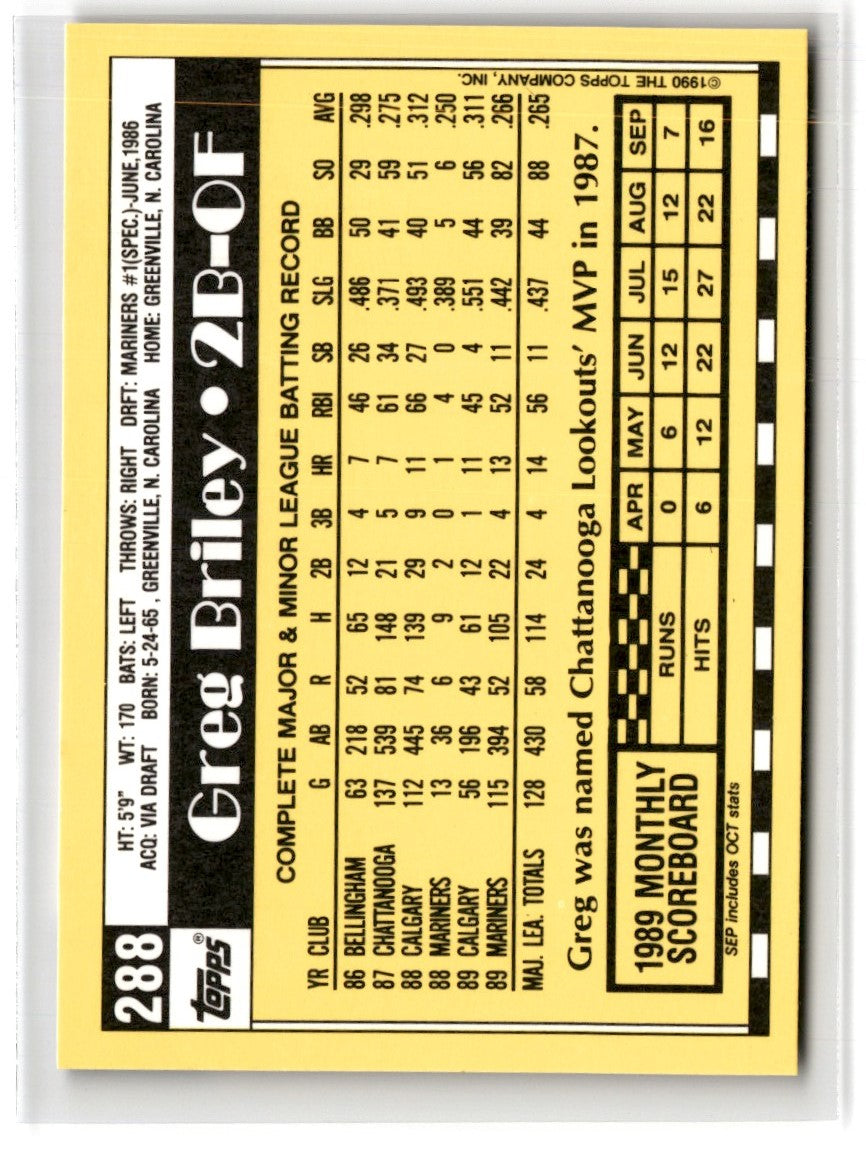 288
HT: 5'9" WT: 170 BATS: LEFT THROWS: RIGHT DRFT: MARINERS #1(SPEC.)-JUNE,1986
ACQ: VIA DRAFT BORN: 5-24-65 , GREENVILLE, N. CAROLINA HOME: GREENVILLE, N. CAROLINA
TOPPS®
Greg Briley • 2B-OF
COMPLETE MAJOR & MINOR LEAGUE BATTING RECORD
YR CLUB G AB R H 2B 3B HR RBI SB SLG BB SO AVG
86 BELLINGHAM 63 218 52 65 12 4 7 46 26 .486 50 29 .298
87 CHATTANOOGA 137 539 81 148 21 5 7 61 34 .371 41 59 .275
88 CALGARY 112 445 74 139 29 9 11 66 27 .493 40 51 .312
88 MARINERS 13 36 6 9 2 0 1 4 0 .389 5 6 .250
89 CALGARY 56 196 43 61 12 1 11 45 4 .551 44 56 .311
89 MARINERS 115 394 52 105 22 4 13 52 11 .442 39 82 .266
MAJ. LEA. TOTALS 128 430 58 114 24 4 14 56 11 .437 44 88 .265
Greg was named Chattanooga Lookouts' MVP in 1987.
1989 MONTHLY
SCOREBOARD
APR MAY JUN JUL AUG SEP
RUNS 0 6 12 15 12 7
HITS 6 12 22 27 22 16
SEP includes OCT stats
©1990 THE TOPPS COMPANY, INC.